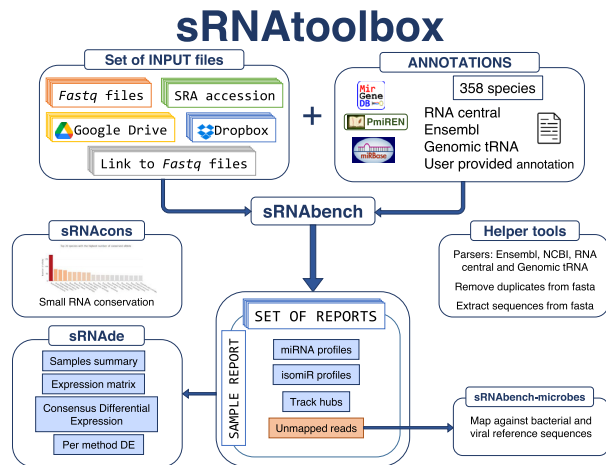 sRNAtoolbox
Set of INPUT files
Fastq files
SRA accession
Google Drive
Dropbox
Link to Fastq files
+
ANNOTATIONS
Mir
Gene
DB
358 species
PmiREN
miRBase
RNA central
Ensembl
Genomic tRNA
User provided annotation
sRNAbench
sRNAcons
Small RNA conservation
Helper tools
Parsers: Ensembl, NCBI, RNA
central and Genomic tRNA
Remove duplicates from fasta
Extract sequences from fasta
SET OF REPORTS
SAMPLE REPORT
miRNA profiles
isomiR profiles
Track hubs
Unmapped reads
sRNAde
Samples summary
Expression matrix
Consensus Differential
Expression
Per method DE
sRNAbench-microbes
Map against bacterial and
viral reference sequences